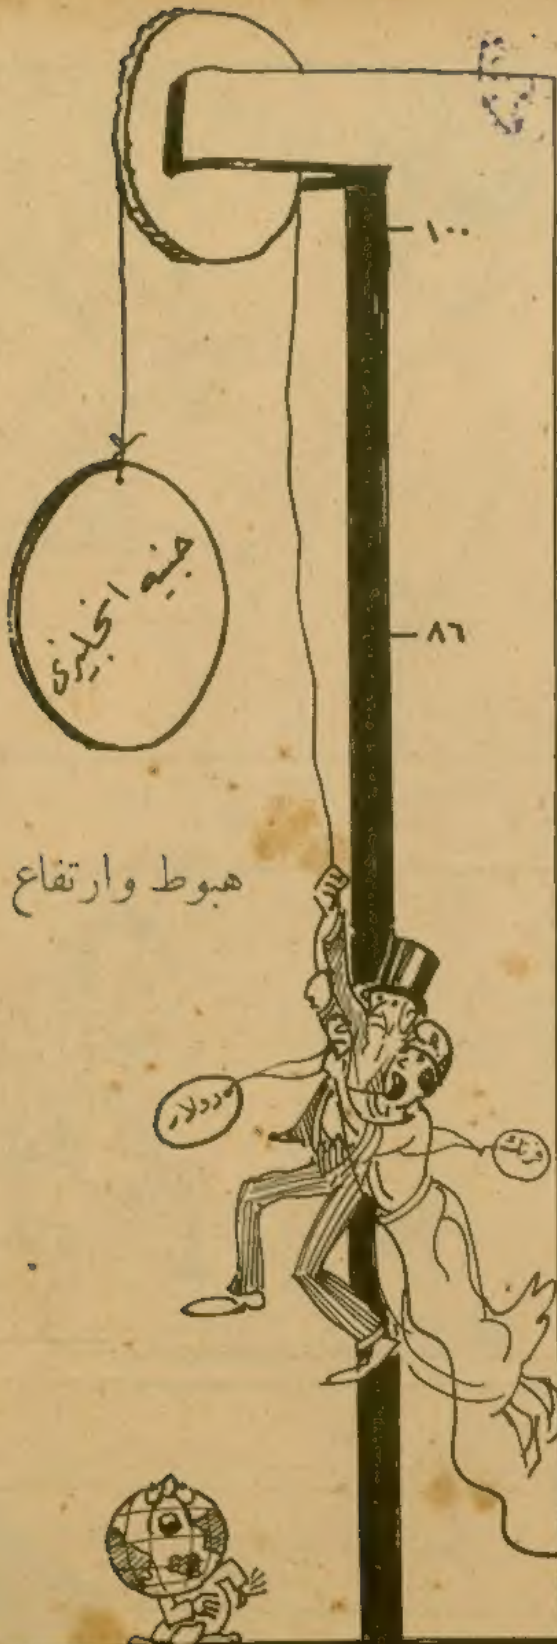 ١٠٠
جنيه انجليزى
٨٦
هبوط وارتفاع
دولار
فرنك